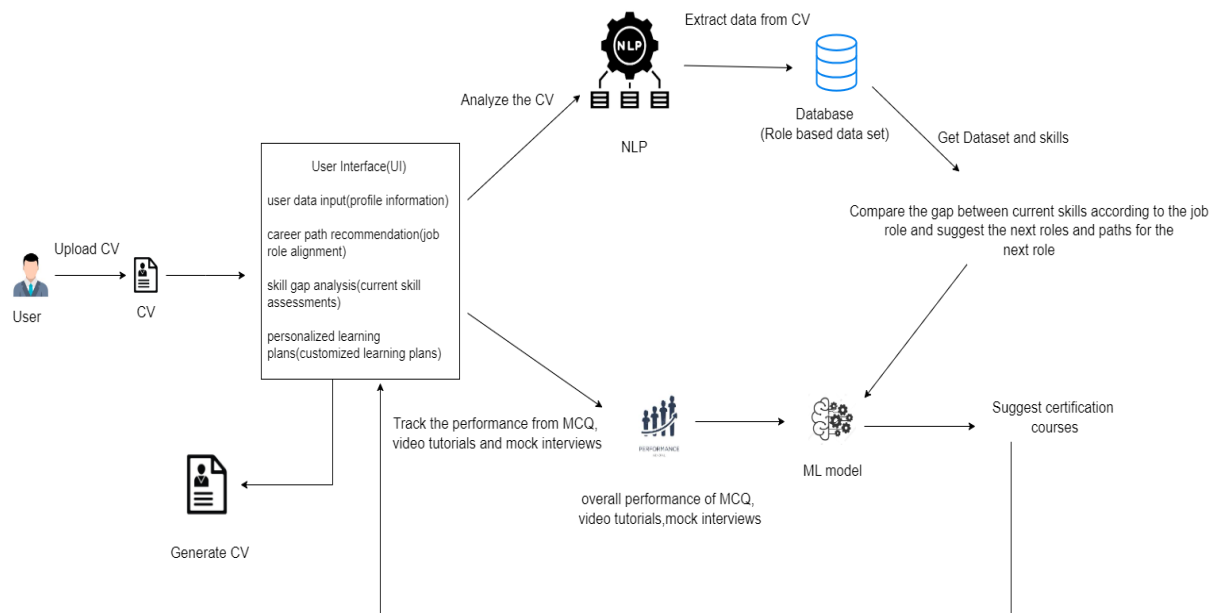 NLP
Extract data from CV
Analyze the CV
NLP
Database
(Role based data set)
Get Dataset and skills
User Interface(UI)
user data input(profile information)
career path recommendation(job
role alignment)
skill gap analysis(current skill
assessments)
personalized learning
plans(customized learning plans)
Upload CV
User
CV
Compare the gap between current skills according to the job
role and suggest the next roles and paths for the
next role
Track the performance from MCQ,
video tutorials and mock interviews
PERFORMANCE
overall performance of MCQ,
video tutorials,mock interviews
ML model
Suggest certification
courses
Generate CV